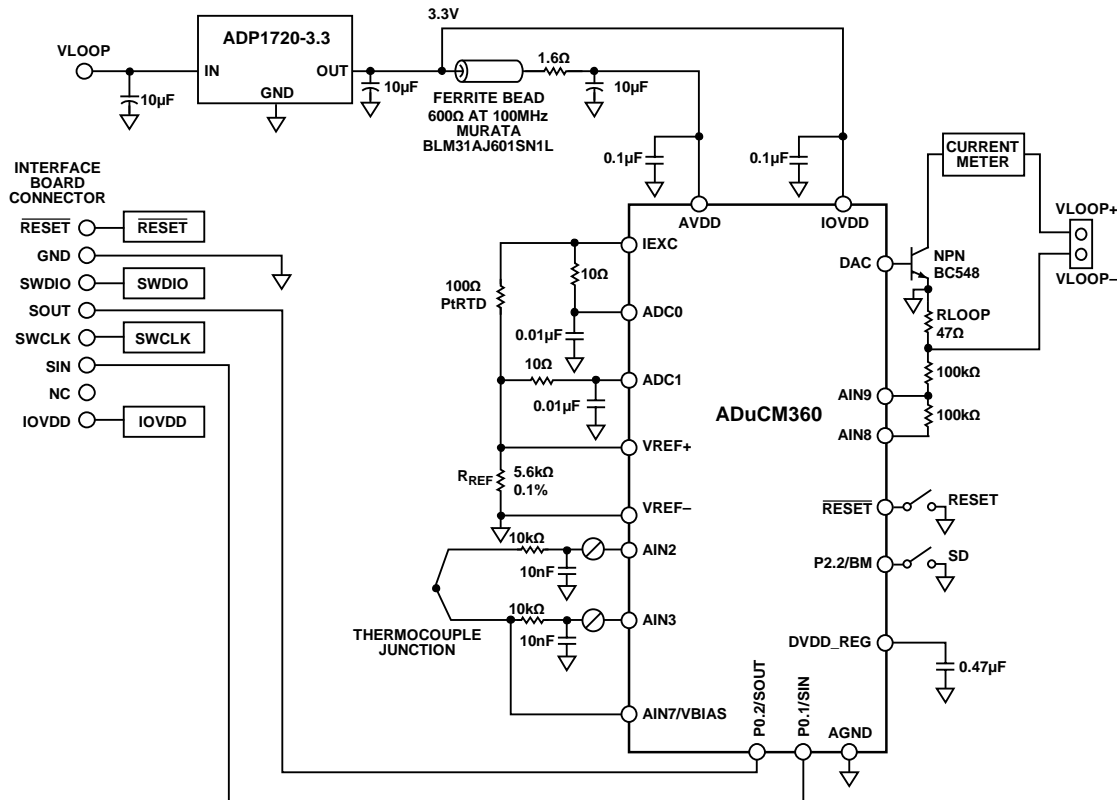 3.3V
ADP1720-3.3
VLOOP
IN
OUT
GND
10µF
10µF
1.6Ω
10µF
FERRITE BEAD
600Ω AT 100MHz
MURATA
BLM31AJ601SN1L
0.1µF
0.1µF
CURRENT
METER
INTERFACE
BOARD
CONNECTOR
RESET
RESET
GND
SWDIO
SWDIO
SOUT
SWCLK
SWCLK
SIN
NC
IOVDD
IOVDD
AVDD
IOVDD
VLOOP+
VLOOP–
IEXC
DAC
NPN
BC548
100Ω
PtRTD
10Ω
ADC0
0.01µF
RLOOP
47Ω
10Ω
ADC1
0.01µF
100kΩ
AIN9
ADuCM360
100kΩ
AIN8
VREF+
RREF
5.6kΩ
0.1%
VREF–
RESET
RESET
10kΩ
AIN2
10nF
P2.2/BM
SD
10kΩ
AIN3
10nF
THERMOCOUPLE
JUNCTION
DVDD_REG
0.47µF
AIN7/VBIAS
P0.2/SOUT
P0.1/SIN
AGND